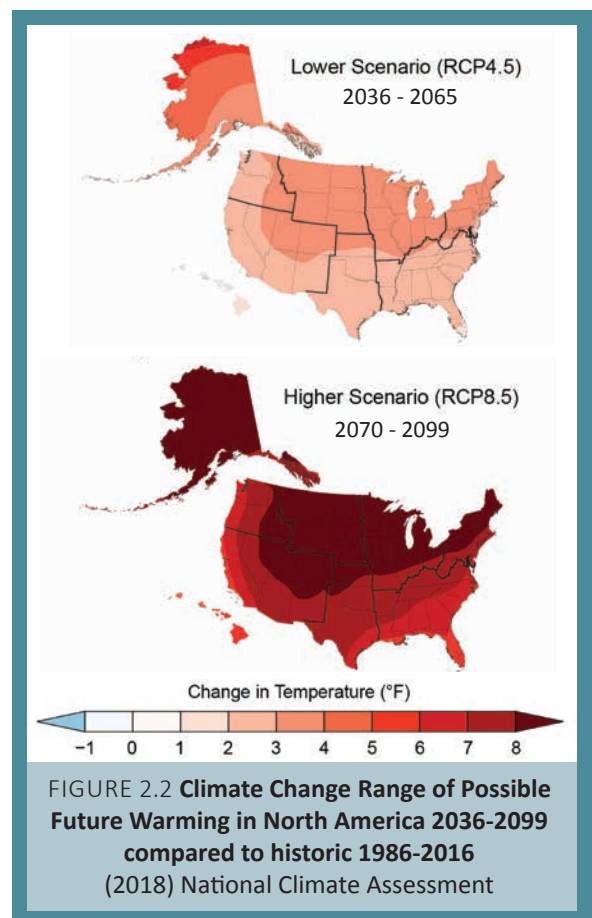 Lower Scenario (RCP4.5)
2036 - 2065
Higher Scenario (RCP8.5)
2070 - 2099
Change in Temperature (°F)
−1 0 1 2 3 4 5 6 7 8
FIGURE 2.2 Climate Change Range of Possible
Future Warming in North America 2036-2099
compared to historic 1986-2016
(2018) National Climate Assessment